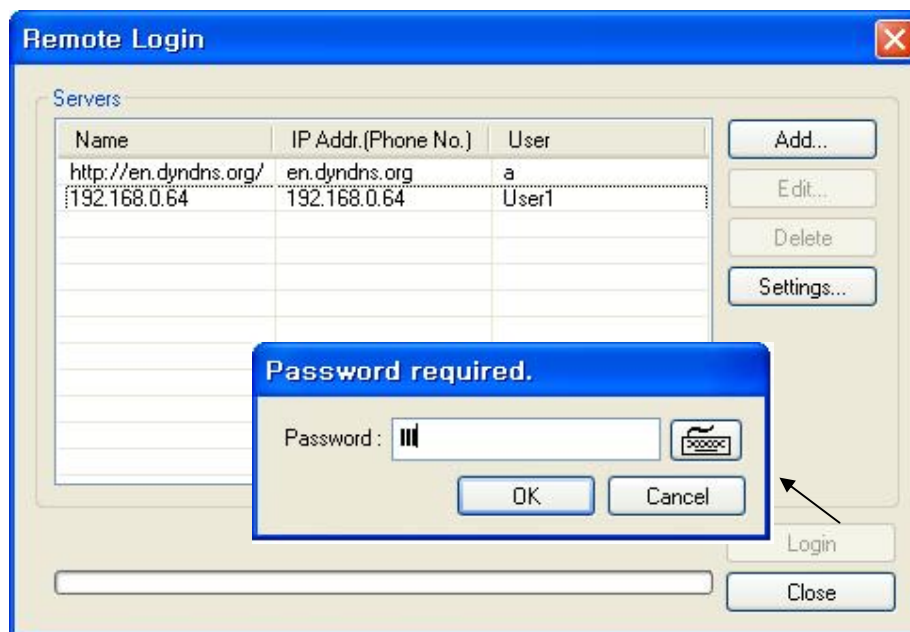 Remote Login
Servers
Name IP Addr.(Phone No.) User
http://en.dyndns.org/ en.dyndns.org a
192.168.0.64 192.168.0.64 User1
Add...
Edit...
Delete
Settings...
Password required.
Password :
OK Cancel
Login
Close